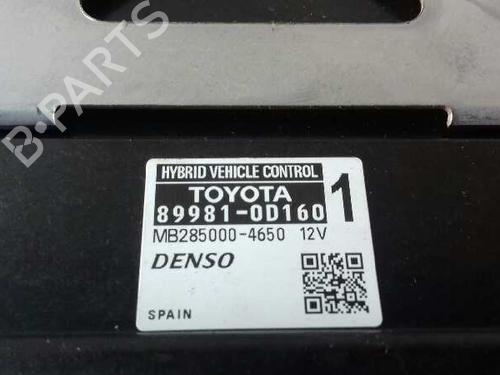 B-PARTS
HYBRID VEHICLE CONTROL
TOYOTA
89981-0D160
1
MB285000-4650 12V
DENSO
SPAIN